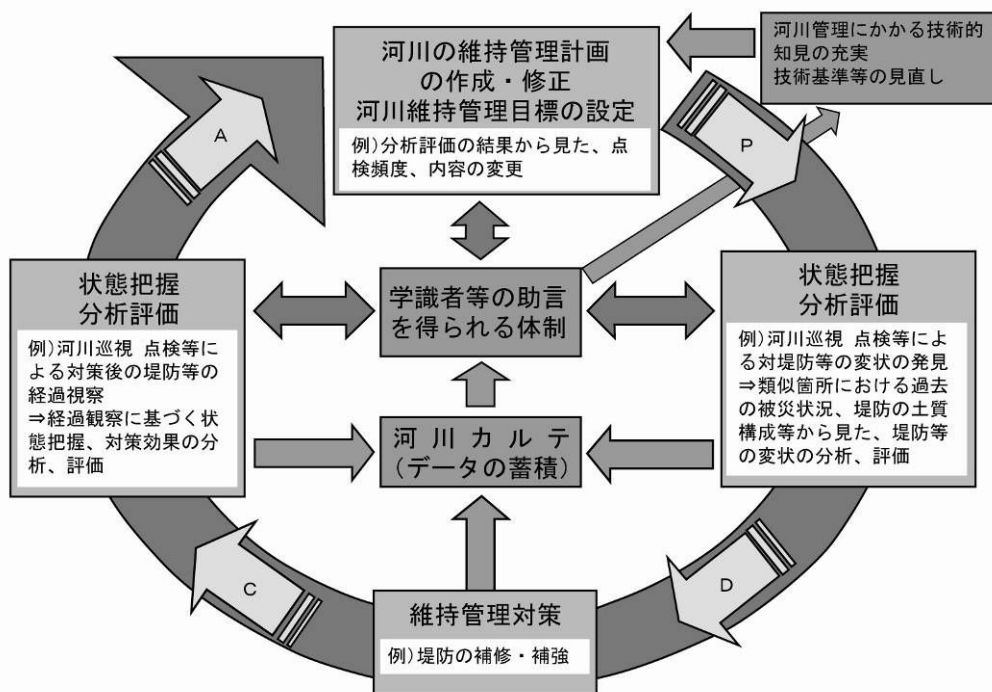 河川の維持管理計画
の作成・修正
河川維持管理目標の設定
例)分析評価の結果から見た、点
検頻度、内容の変更
河川管理にかかる技術的
知見の充実
技術基準等の見直し
A
P
状態把握
分析評価
例)河川巡視 点検等
による対策後の堤防等の
経過視察
⇒経過観察に基づく状
態把握、対策効果の分
析、評価
学識者等の助言
を得られる体制
状態把握
分析評価
例)河川巡視 点検等によ
る対堤防等の変状の発見
⇒類似箇所における過去
の被災状況、堤防の土質
構成等から見た、堤防等
の変状の分析、評価
河川カルテ
(データの蓄積)
C
D
維持管理対策
例)堤防の補修・補強